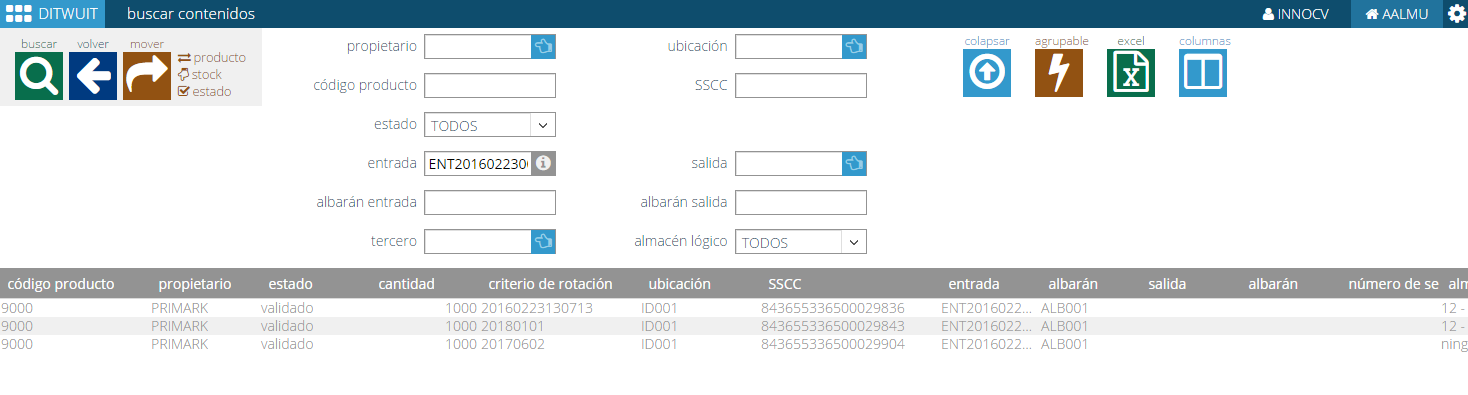 DITWUIT buscar contenidos INNOCV AALMU
buscar volver mover
producto
stock
estado
propietario ubicación
código producto SSCC
estado TODOS
entrada ENT2016022300 salida
albarán entrada albarán salida
tercero almacén lógico TODOS
colapsar agrupable excel columnas
código producto propietario estado cantidad criterio de rotación ubicación SSCC entrada albarán salida albarán número de se alm
9000 PRIMARK validado 1000 20160223130713 ID001 843655336500029836 ENT2016022... ALB001 12 -
9000 PRIMARK validado 1000 20180101 ID001 843655336500029843 ENT2016022... ALB001 12 -
9000 PRIMARK validado 1000 20170602 ID001 843655336500029904 ENT2016022... ALB001 ning